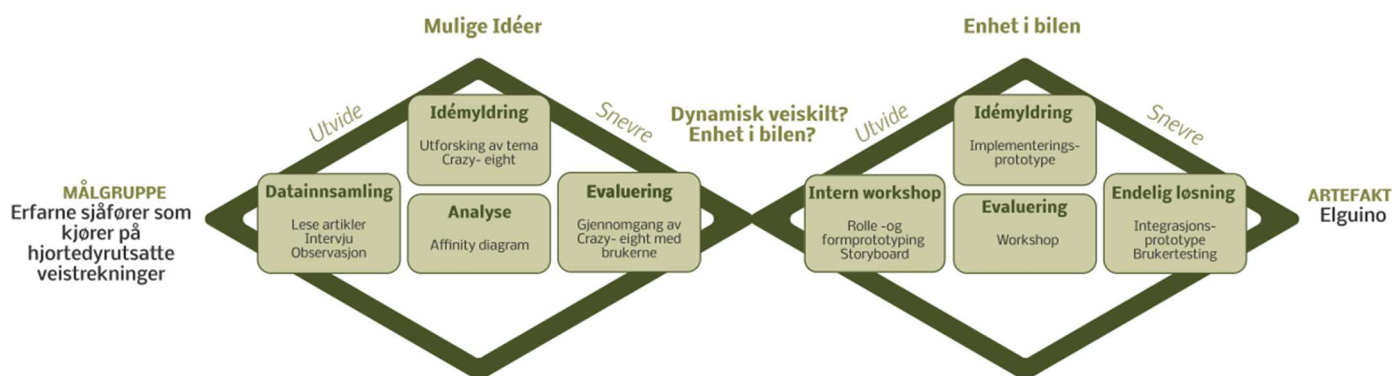 Mulige Idéer
Enhet i bilen
Utvide
Snevre
Utvide
Snevre
MÅLGRUPPE
Erfarne sjåfører som
kjører på
hjortedyrutsatte
veistrekninger
Datainnsamling
Lese artikler
Intervju
Observasjon
Idémyldring
Utforsking av tema
Crazy- eight
Analyse
Affinity diagram
Evaluering
Gjennomgang av
Crazy- eight med
brukerne
Dynamisk veiskilt?
Enhet i bilen?
Intern workshop
Rolle -og
formprototyping
Storyboard
Idémyldring
Implementerings-
prototype
Evaluering
Workshop
Endelig løsning
Integrasjons-
prototype
Brukertesting
ARTEFAKT
Elguino